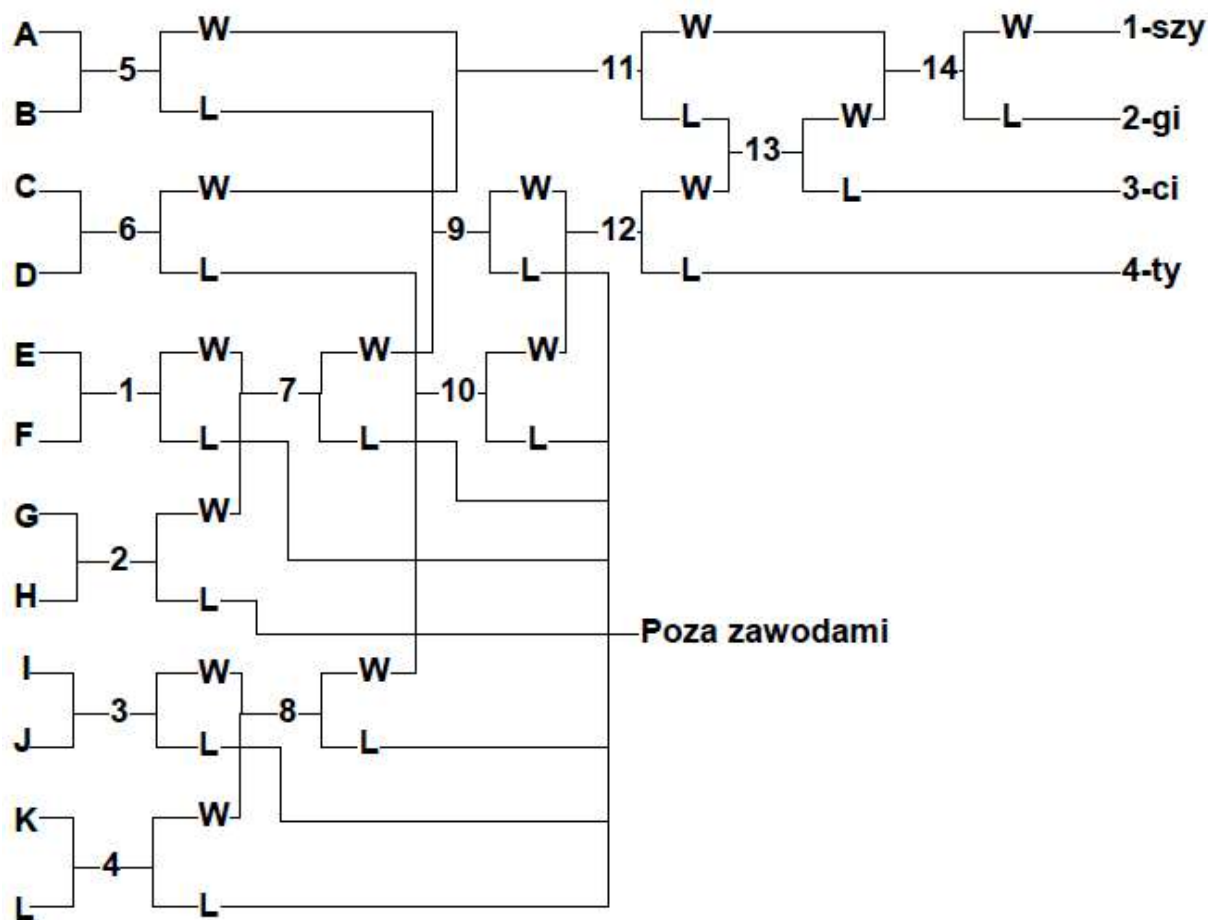 A W W W 1-szy
5 11 14
B L L W L 2-gi
13
C W W W L 3-ci
6 9 12
D L L L 4-ty
E W W W
1 7 10
F L L L
G W
2
H L
Poza zawodami
I W W
3 8
J L L
K W
4
L L